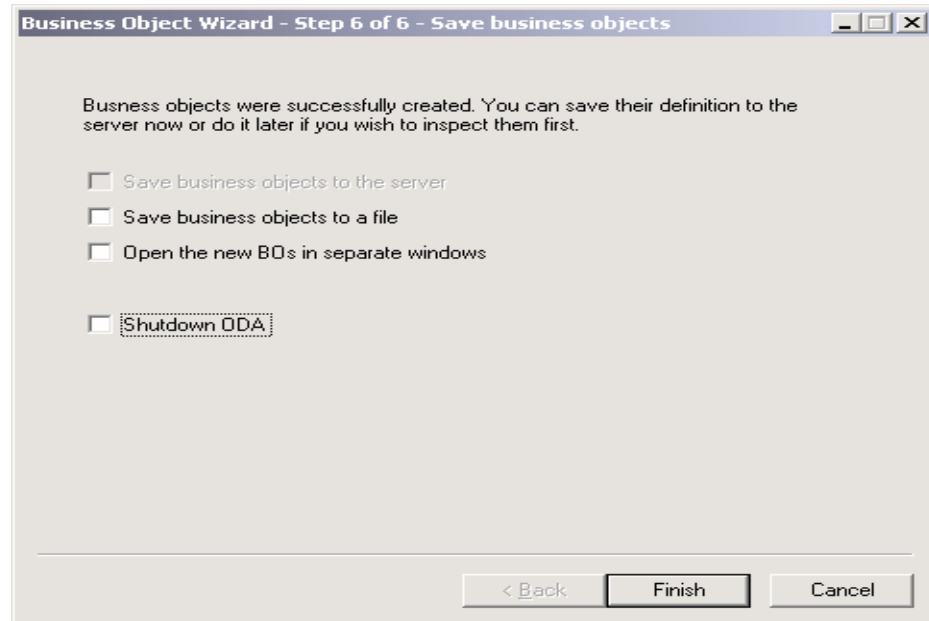 Business Object Wizard - Step 6 of 6 - Save business objects
Busness objects were successfully created. You can save their definition to the
server now or do it later if you wish to inspect them first.
Save business objects to the server
Save business objects to a file
Open the new BOs in separate windows
Shutdown ODA
< Back
Finish
Cancel